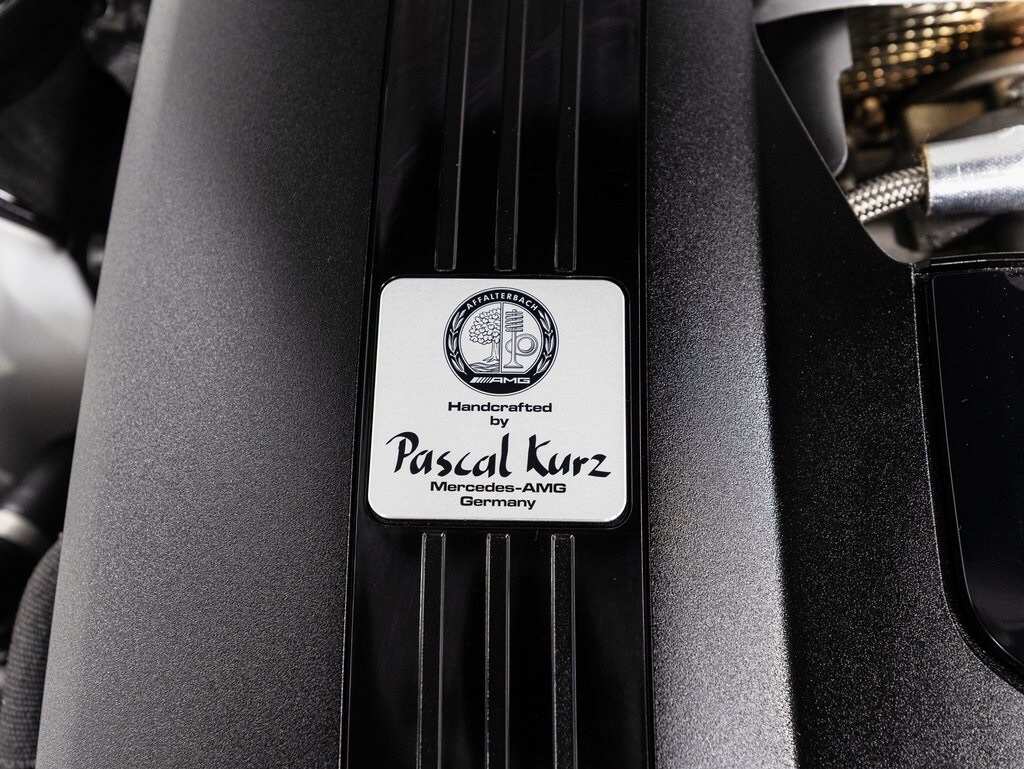 AFFALTERBACH
AMG
Handcrafted
by
Pascal Kurz
Mercedes-AMG
Germany